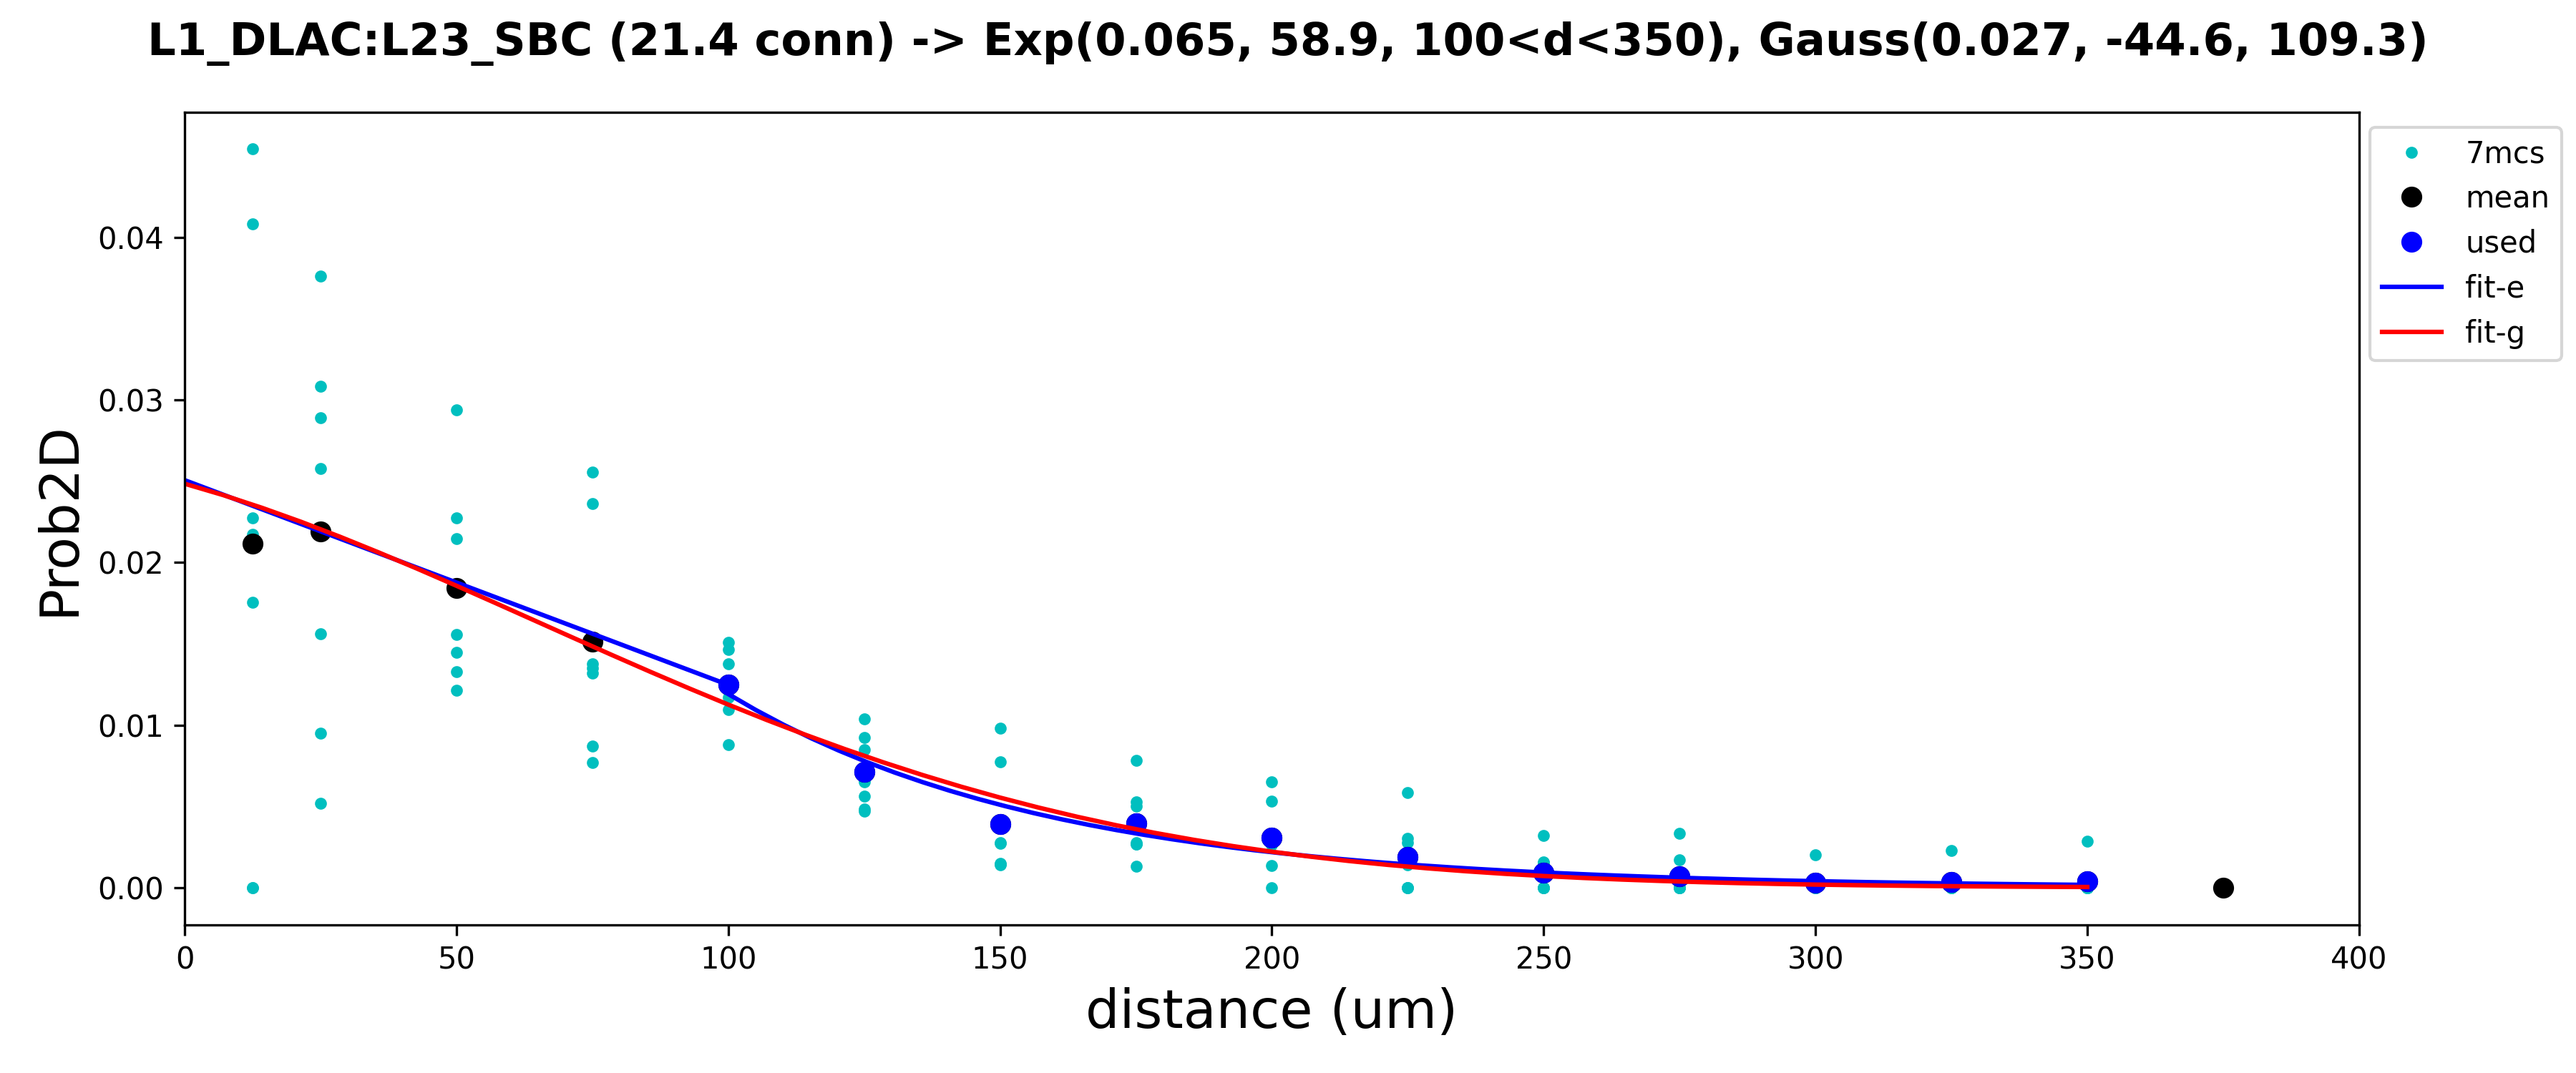 L1_DLAC:L23_SBC (21.4 conn) -> Exp(0.065, 58.9, 100<d<350), Gauss(0.027, -44.6, 109.3)
7mcs
mean
used
fit-e
fit-g
Prob2D
0.04
0.03
0.02
0.01
0.00
0 50 100 150 200 250 300 350 400
distance (um)